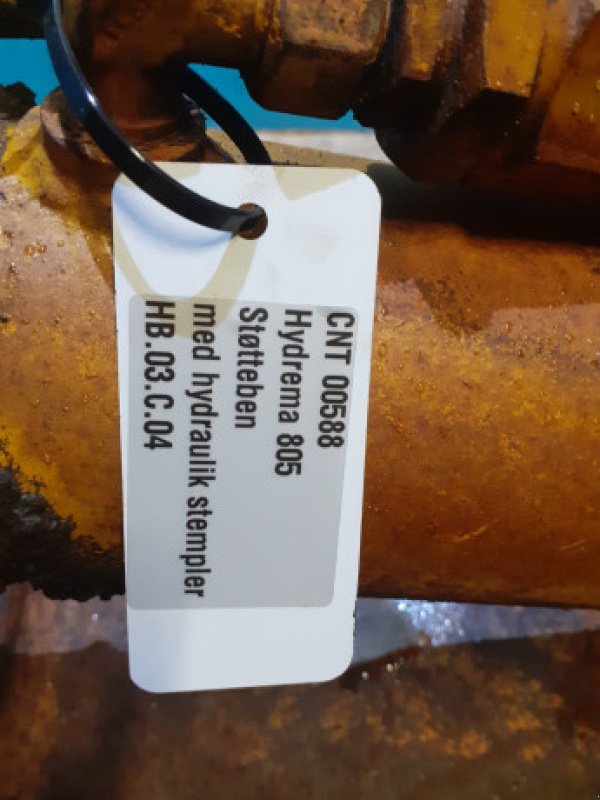 CNT 00588
Hydrema 805
Støtteben
med hydraulik stempler
HB.03.C.04